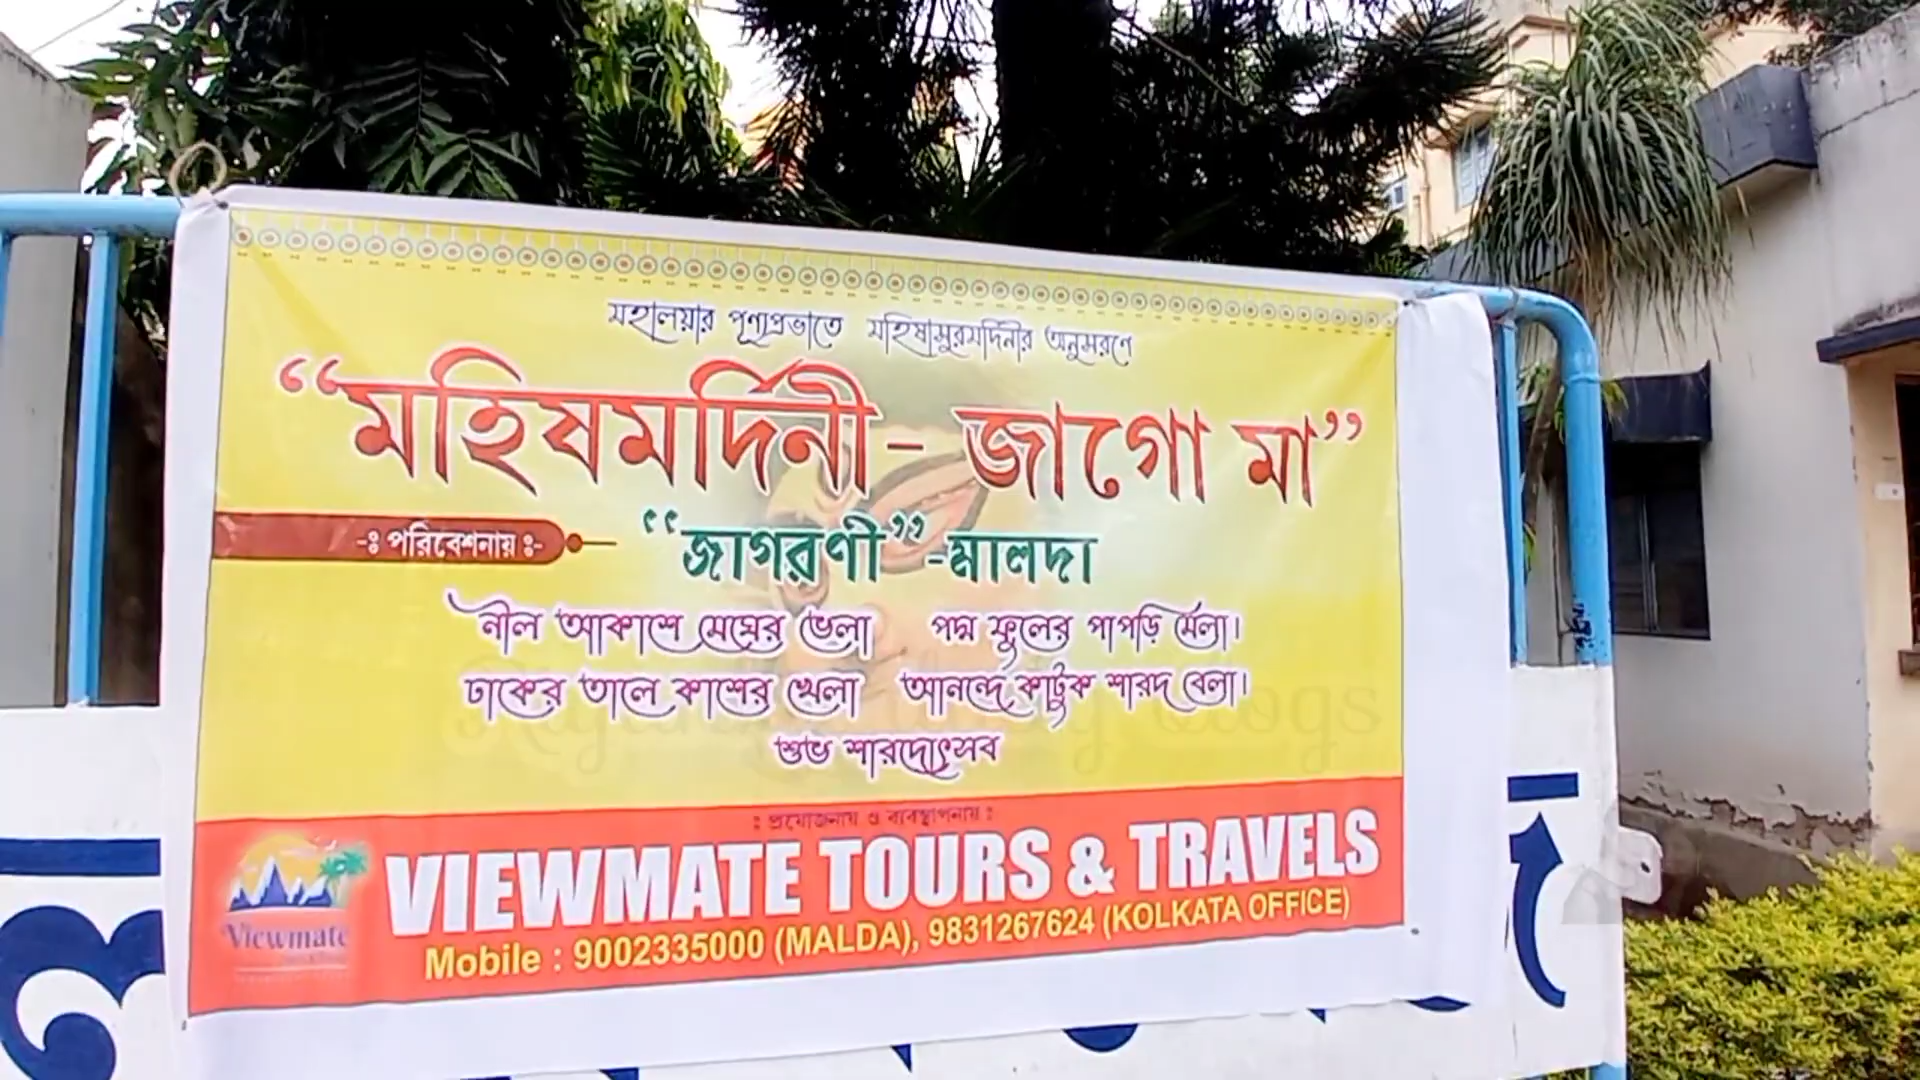 মহালয়ার পূণ্যপ্রভাতে মহিষাসুরমর্দিনীর অনুসরণে
“মহিষমর্দিনী - জাগো মা”
-ঃ পরিবেশনায় ঃ-
“জাগরণী” -মালদা
নীল আকাশে মেঘের ভেলা পদ্ম ফুলের পাপড়ি মেলা।
ঢাকের তালে কাশের খেলা আনন্দে কাটুক শারদ বেলা।
শুভ শারদোৎসব
ঃ প্রযোজনায় ও ব্যবস্থাপনায় ঃ
VIEWMATE TOURS & TRAVELS
Viewmate
Mobile : 9002335000 (MALDA), 9831267624 (KOLKATA OFFICE)